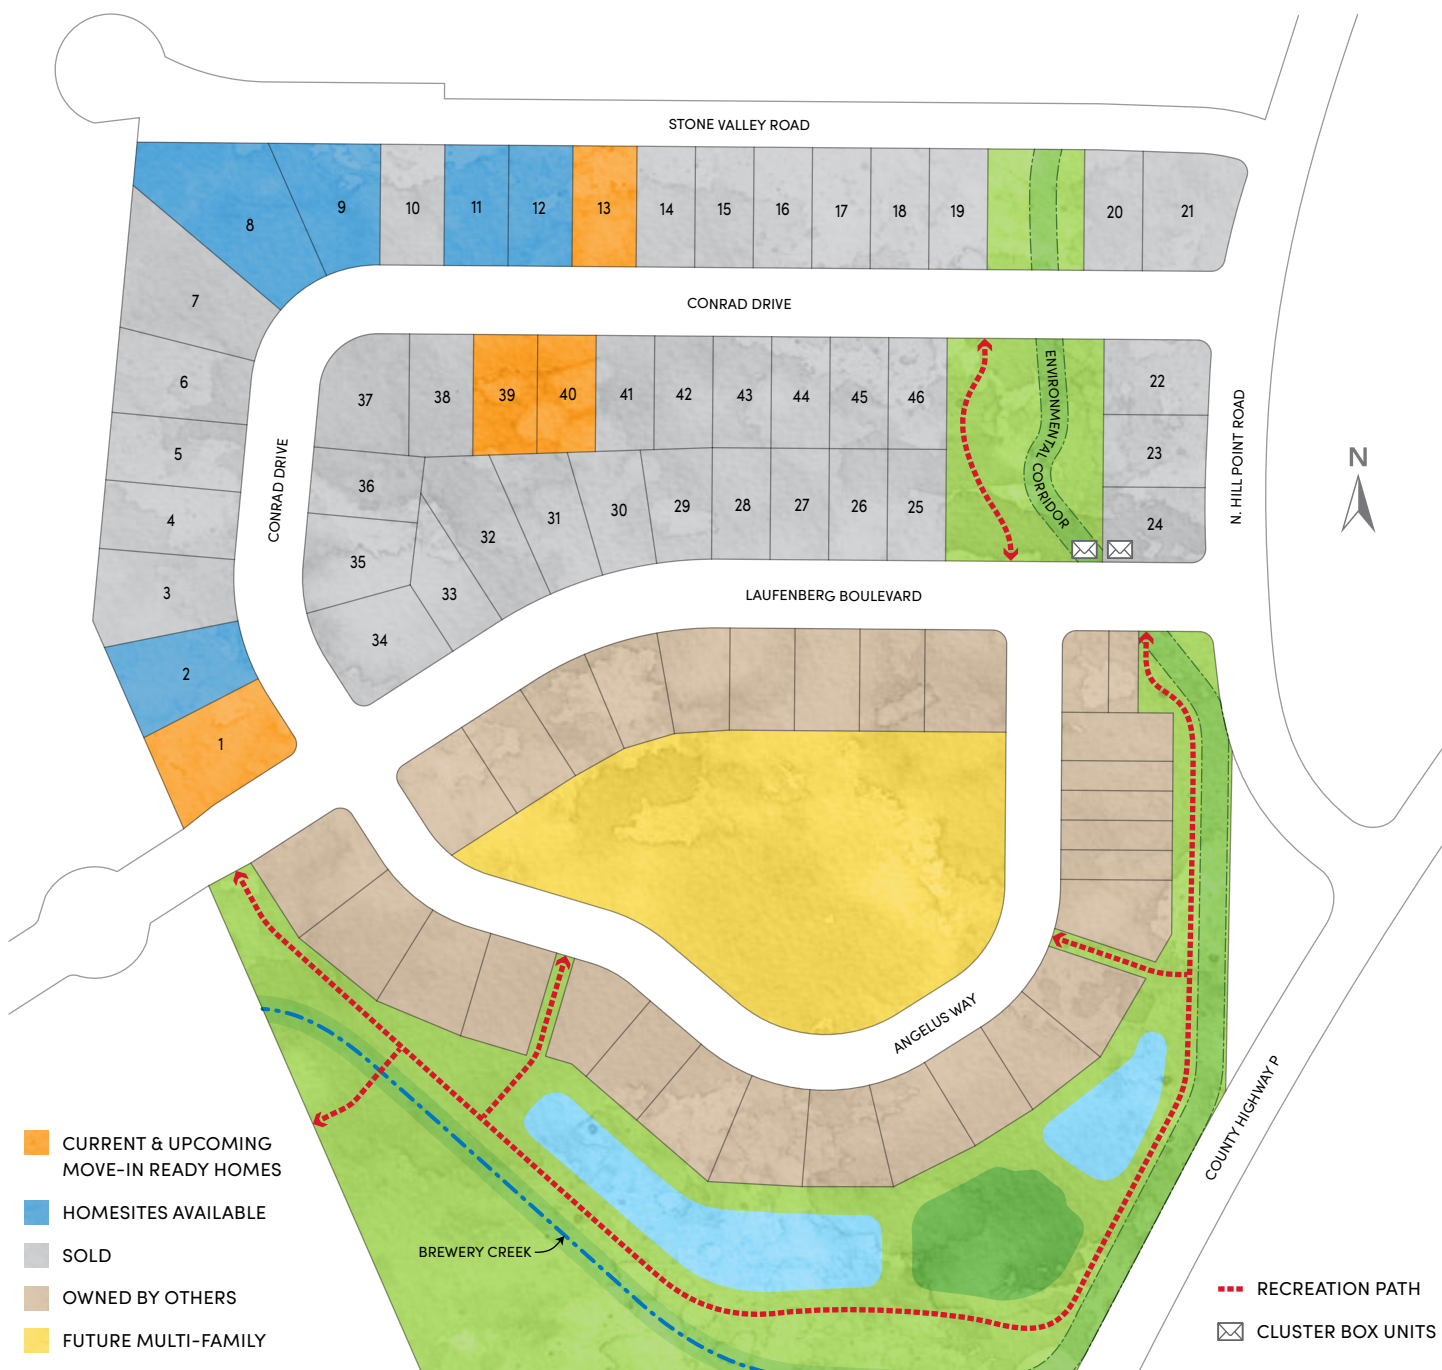 STONE VALLEY ROAD
8
9
10
11
12
13
14
15
16
17
18
19
20
21
7
CONRAD DRIVE
6
5
4
3
2
1
CONRAD DRIVE
37
38
39
40
41
42
43
44
45
46
ENVIRONMENTAL CORRIDOR
22
23
24
N. HILL POINT ROAD
N
36
35
34
33
32
31
30
29
28
27
26
25
LAUFENBERG BOULEVARD
ANGELUS WAY
COUNTY HIGHWAY P
BREWERY CREEK
CURRENT & UPCOMING
MOVE-IN READY HOMES
HOMESITES AVAILABLE
SOLD
OWNED BY OTHERS
FUTURE MULTI-FAMILY
RECREATION PATH
CLUSTER BOX UNITS